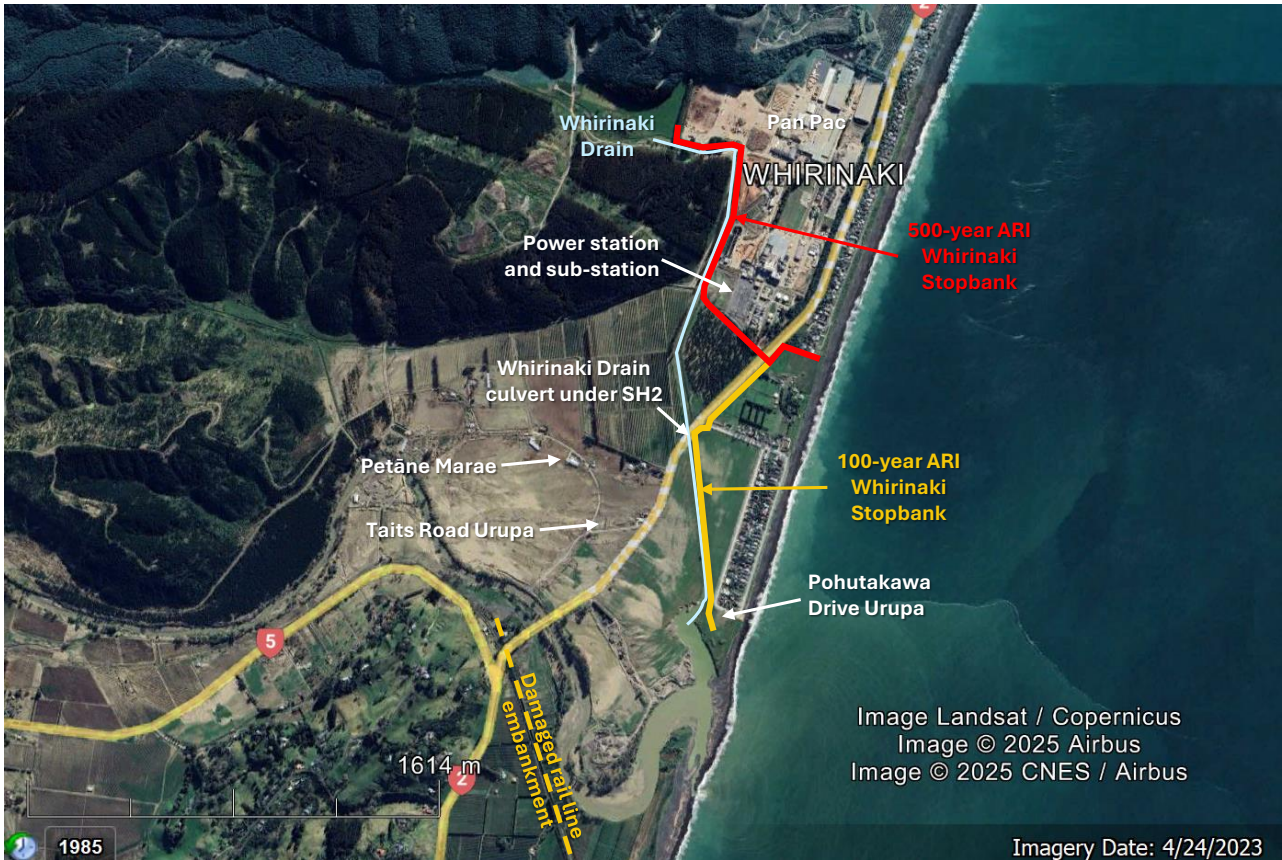 2
Pan Pac
Whirinaki
Drain
WHIRINAKI
500-year ARI
Whirinaki
Stopbank
Power station
and sub-station
Whirinaki Drain
culvert under SH2
Petāne Marae
100-year ARI
Whirinaki
Stopbank
Taits Road Urupa
Pohutakawa
Drive Urupa
5
Damaged rail line
embankment
Image Landsat / Copernicus
Image © 2025 Airbus
Image © 2025 CNES / Airbus
1614 m
2
1985
Imagery Date: 4/24/2023